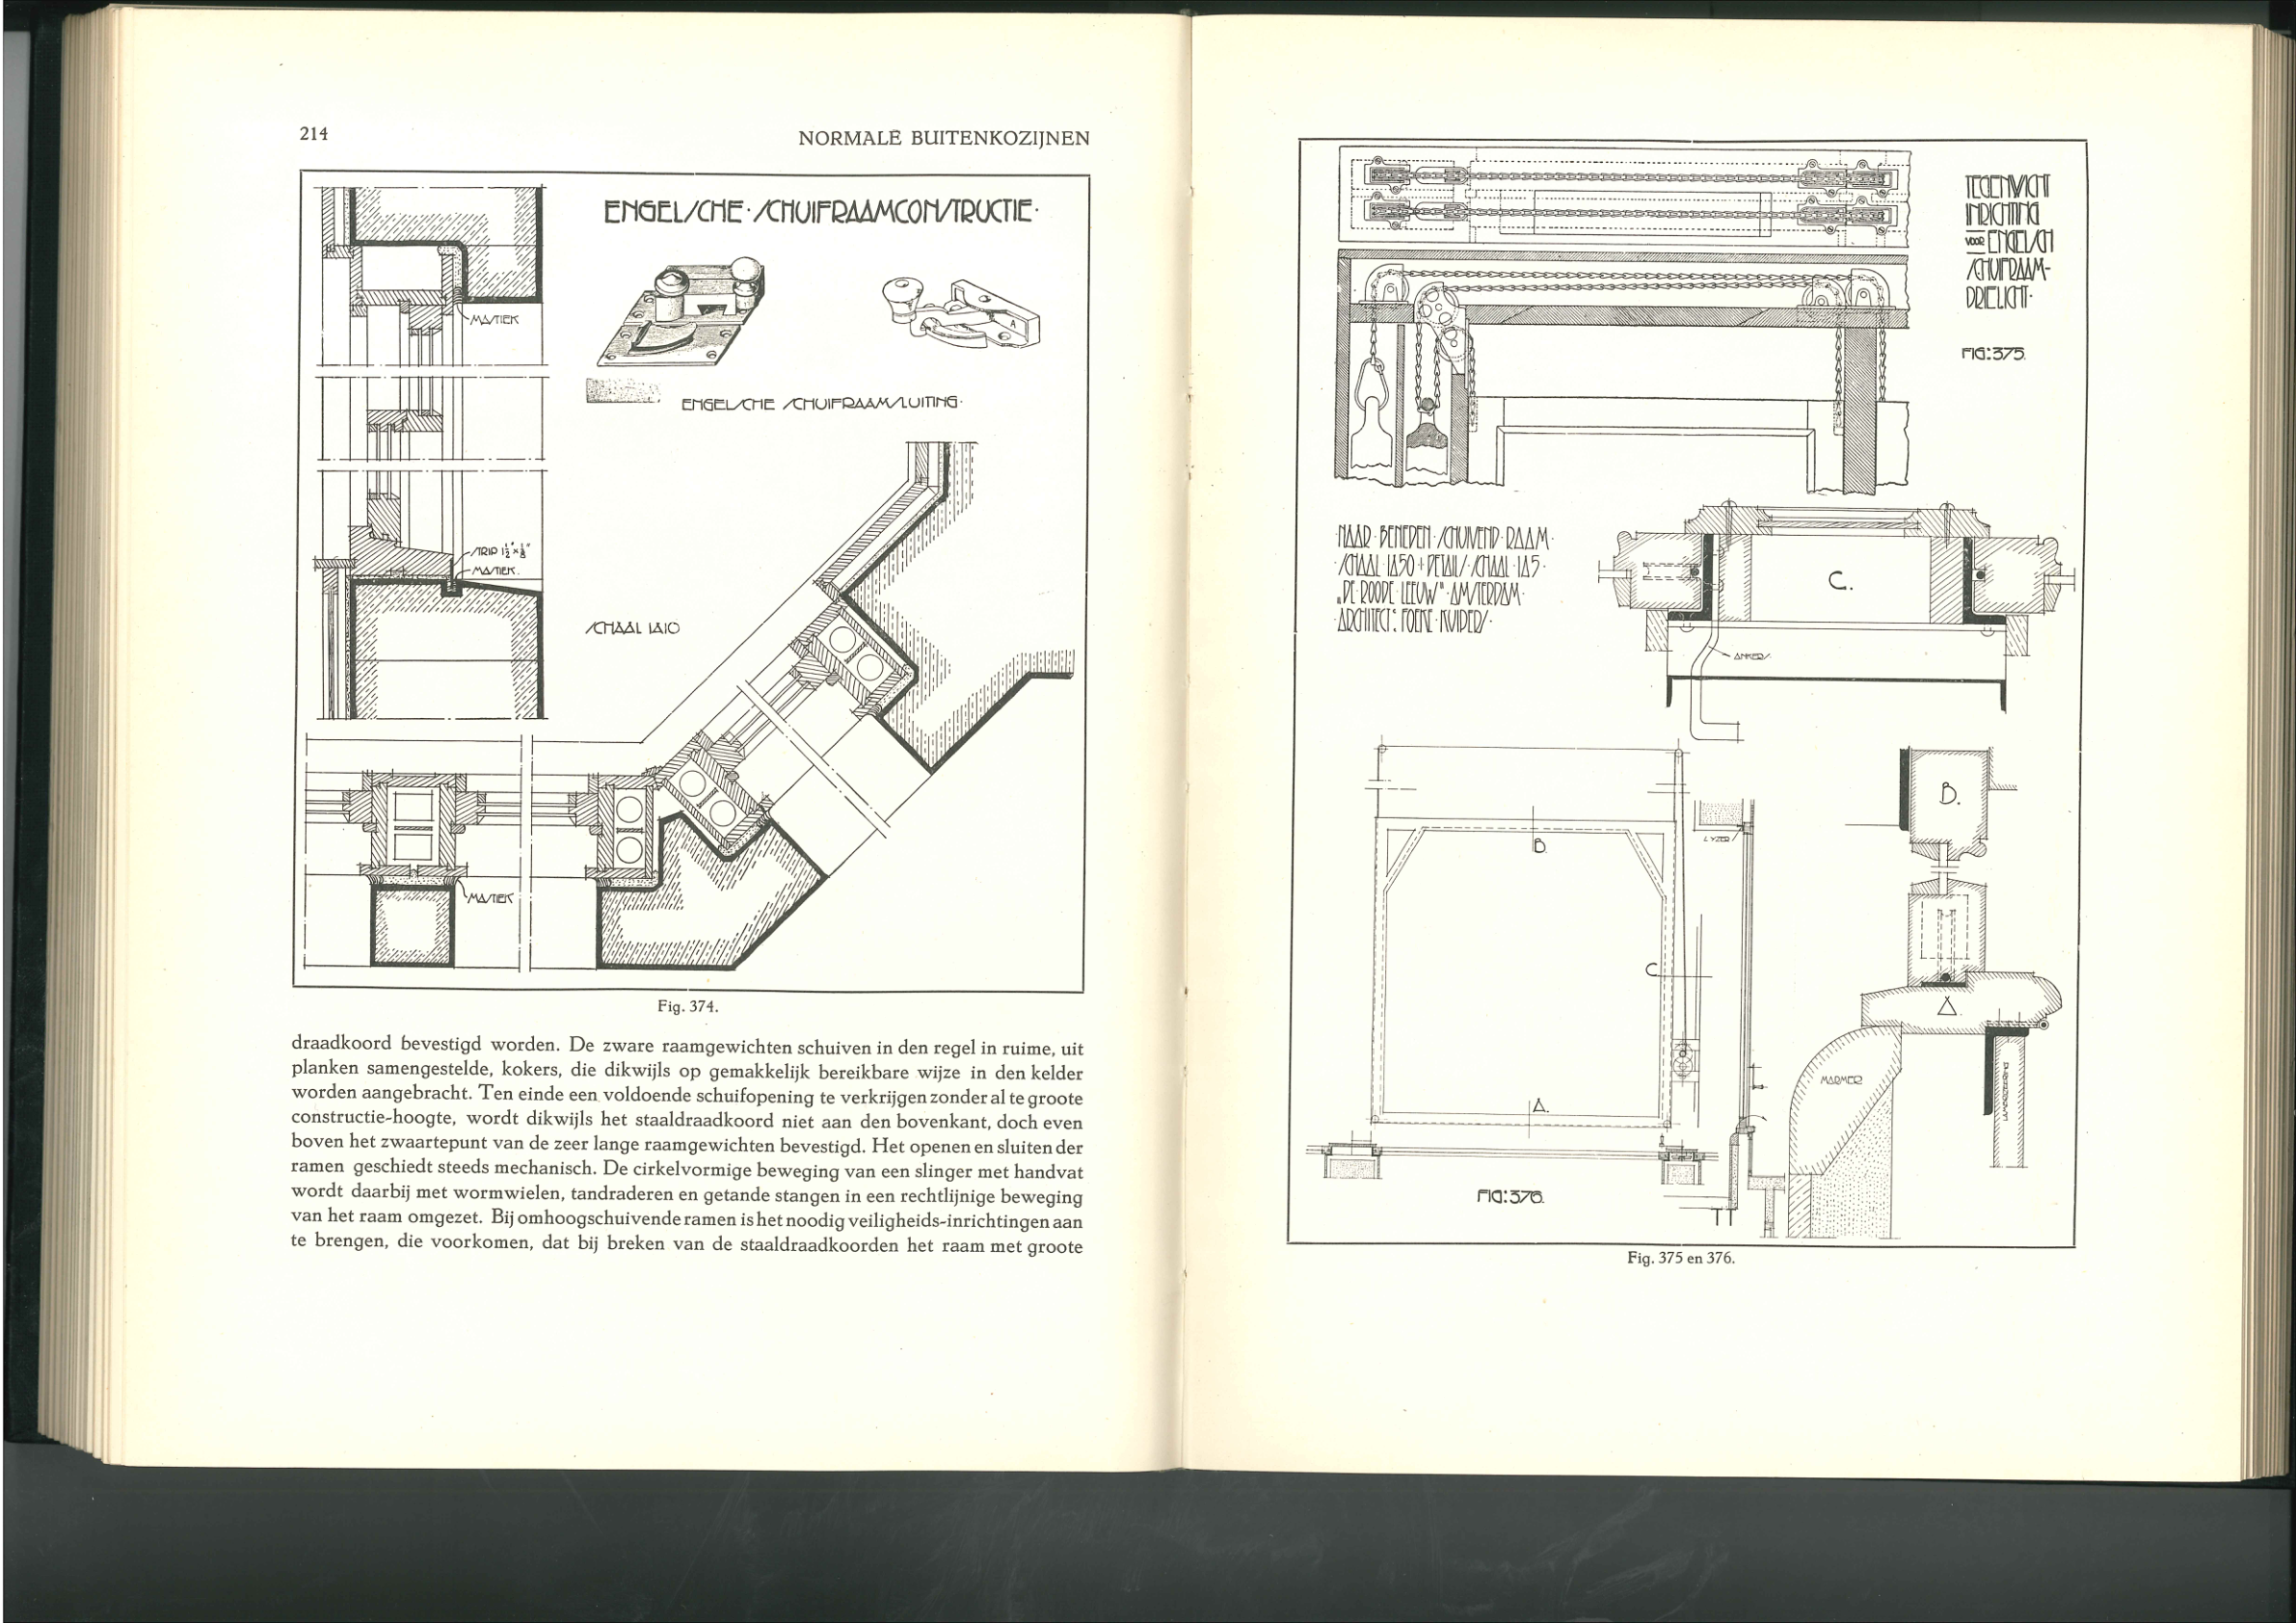 214
NORMALE BUITENKOZIJNEN
ENGELSCHE · SCHUIFRAAMCONSTRUCTIE ·
MASTIEK
A
ENGELSCHE SCHUIFRAAMSLUITING ·
STRIP 1½" × ⅛"
MASTIEK.
SCHAAL 1À10
MASTIEK
Fig. 374.
draadkoord bevestigd worden. De zware raamgewichten schuiven in den regel in ruime, uit
planken samengestelde, kokers, die dikwijls op gemakkelijk bereikbare wijze in den kelder
worden aangebracht. Ten einde een voldoende schuifopening te verkrijgen zonder al te groote
constructie-hoogte, wordt dikwijls het staaldraadkoord niet aan den bovenkant, doch even
boven het zwaartepunt van de zeer lange raamgewichten bevestigd. Het openen en sluiten der
ramen geschiedt steeds mechanisch. De cirkelvormige beweging van een slinger met handvat
wordt daarbij met wormwielen, tandraderen en getande stangen in een rechtlijnige beweging
van het raam omgezet. Bij omhoogschuivende ramen is het noodig veiligheids-inrichtingen aan
te brengen, die voorkomen, dat bij breken van de staaldraadkoorden het raam met groote
TEGENWICHT
INRICHTING
VOOR ENGELSCH
SCHUIFRAAM-
DRIELICHT ·
FIG: 375.
NAAR · BENEDEN · SCHUIVEND · RAAM ·
SCHAAL · 1À50 + DETAILS · SCHAAL · 1À5 ·
„DE · ROODE · LEEUW" · AMSTERDAM ·
ARCHITECT: FOEKE · KUIPERS ·
C.
ANKERS
B.
B.
L YZER
C
A.
A.
MARMER
LAMBRIZEERING
FIG: 376.
Fig. 375 en 376.